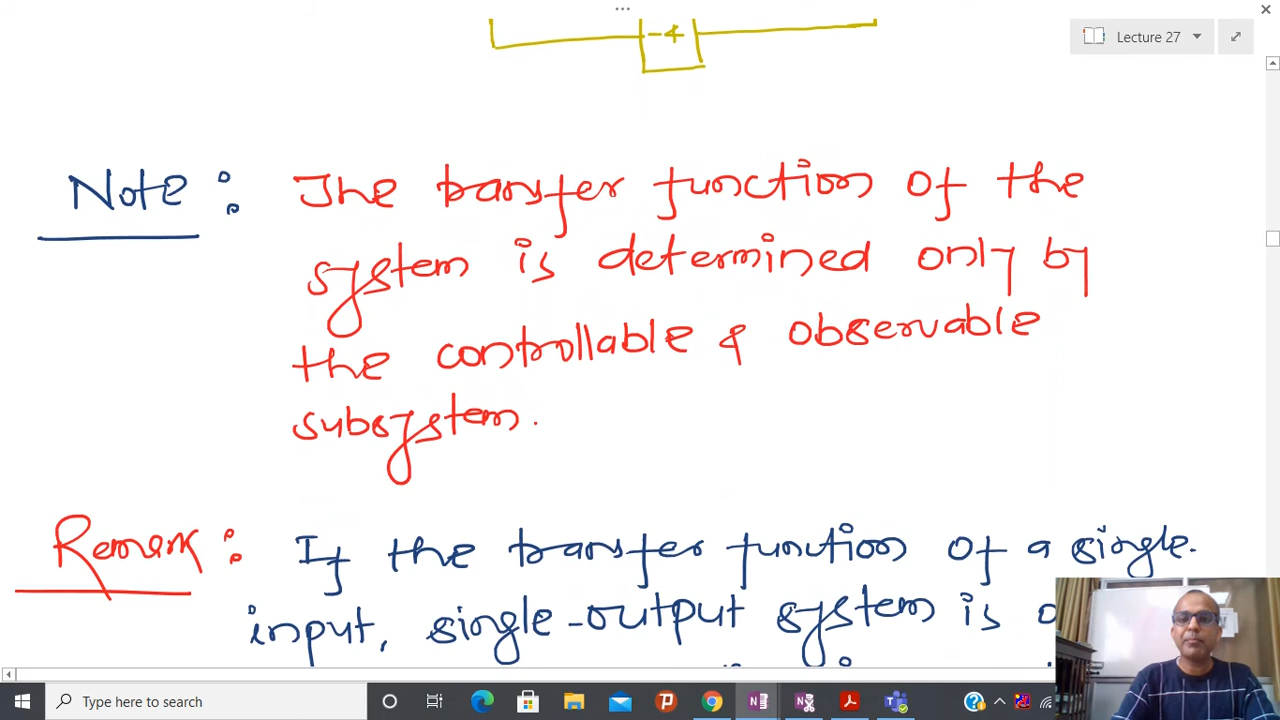 ...
Lecture 27
-4
Note: The transfer function of the
system is determined only by
the controllable & observable
subsystem.
Remark: If the transfer function of a single.
input, single-output system is
Type here to search